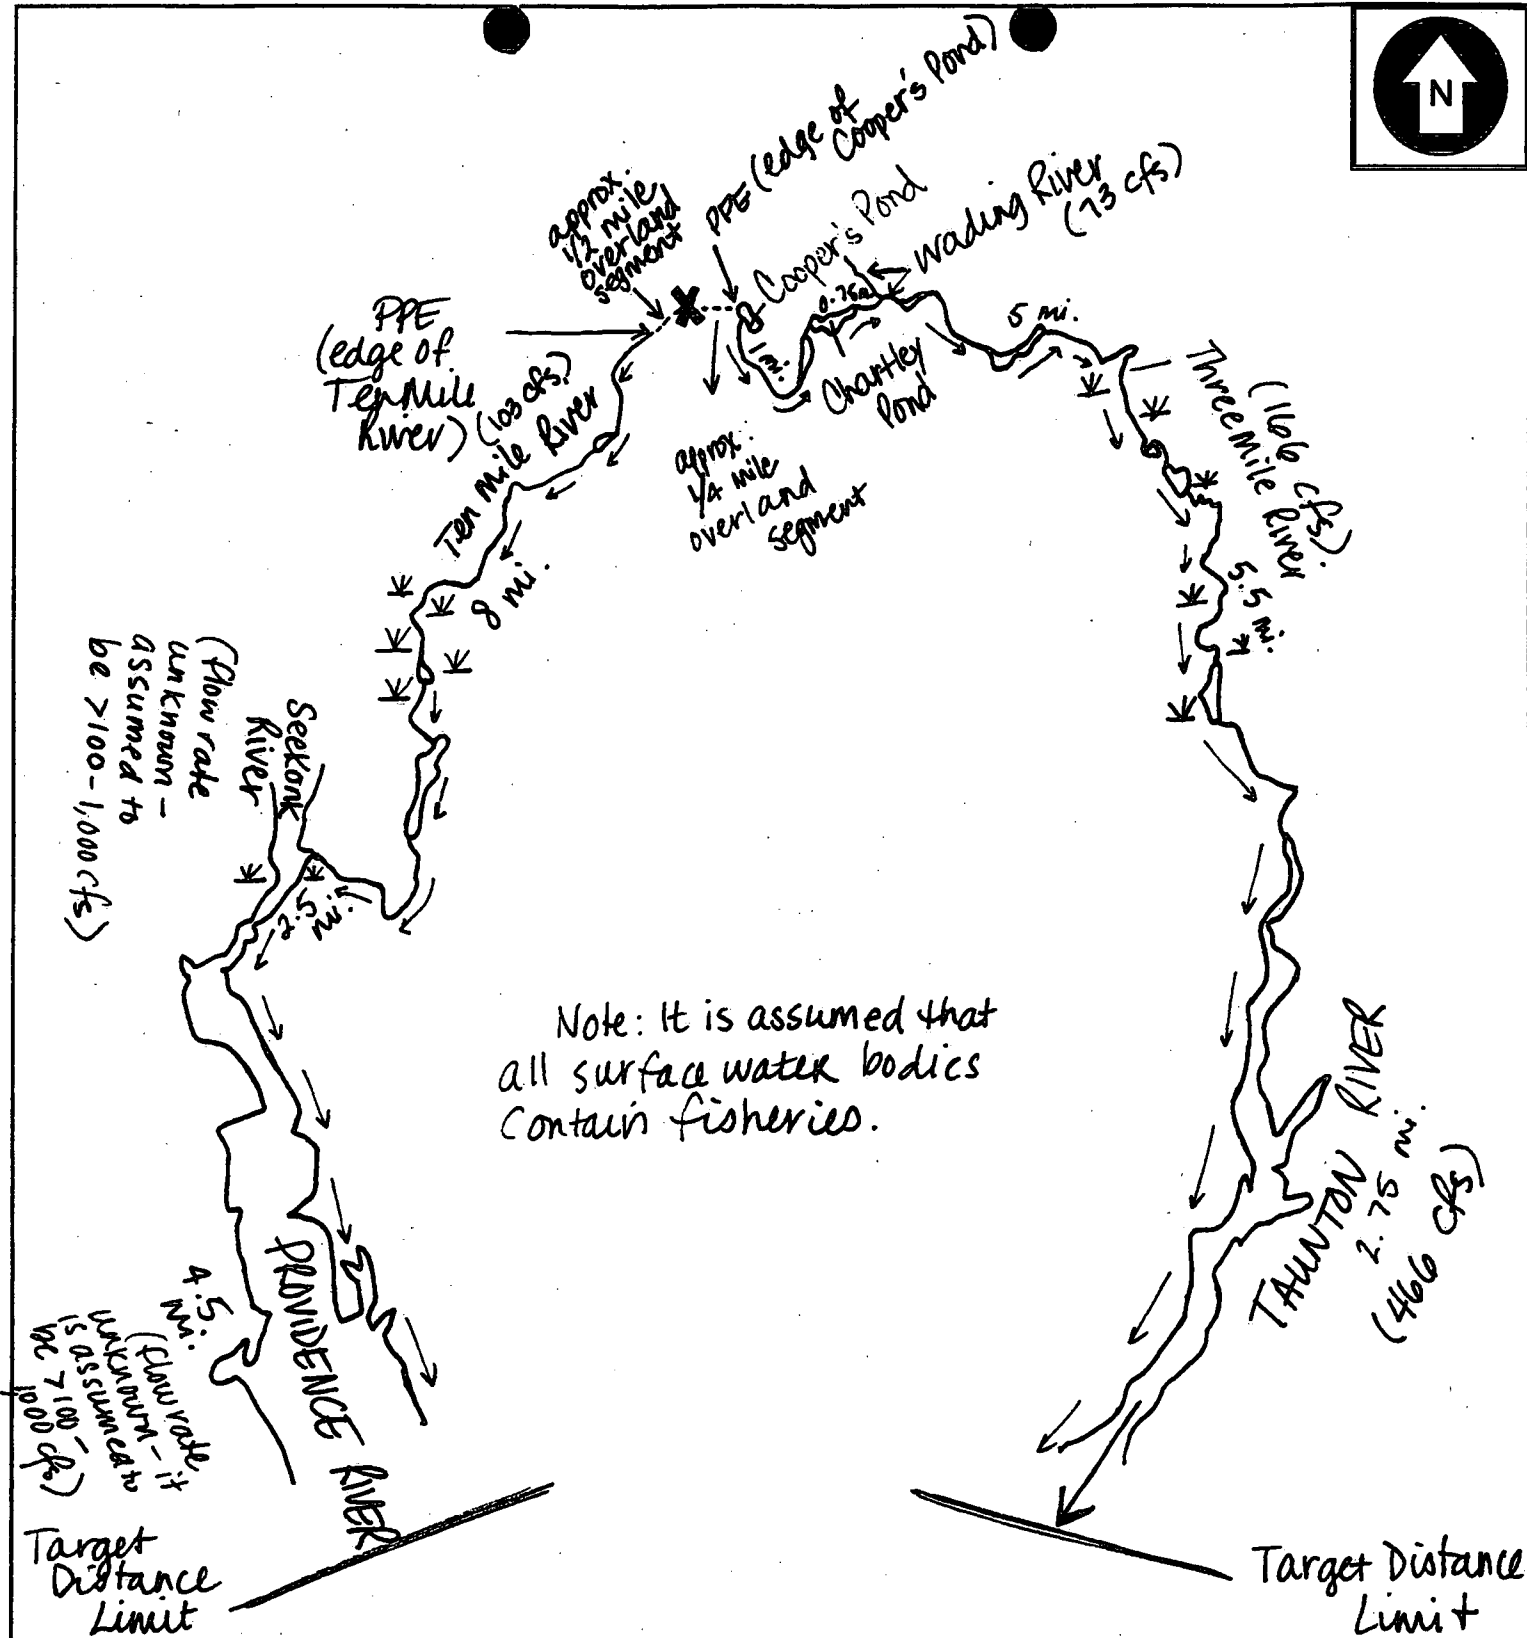 N
PPE (edge of
Cooper's Pond)
approx.
1/2 mile
overland
segment
Cooper's Pond
Wading River
(73 cfs)
0.75mi
5 mi.
PPE
(edge of
Ten Mile
River)
(103 cfs)
Ten Mile River
1 mi.
Chartley
Pond
Three Mile River
(166 cfs)
approx.
1/4 mile
overland
segment
8 mi.
5.5 mi.
(flow rate
unknown -
assumed to
be >100-1,000 cfs)
Seekonk
River
2.5
mi.
Note: It is assumed that
all surface water bodies
contain fisheries.
TAUNTON RIVER
2.75 mi.
(466 cfs)
PROVIDENCE RIVER
4.5
mi.
(flow rate
unknown - it
is assumed to
be >100 -
1000 cfs)
Target
Distance
Limit
Target Distance
Limit